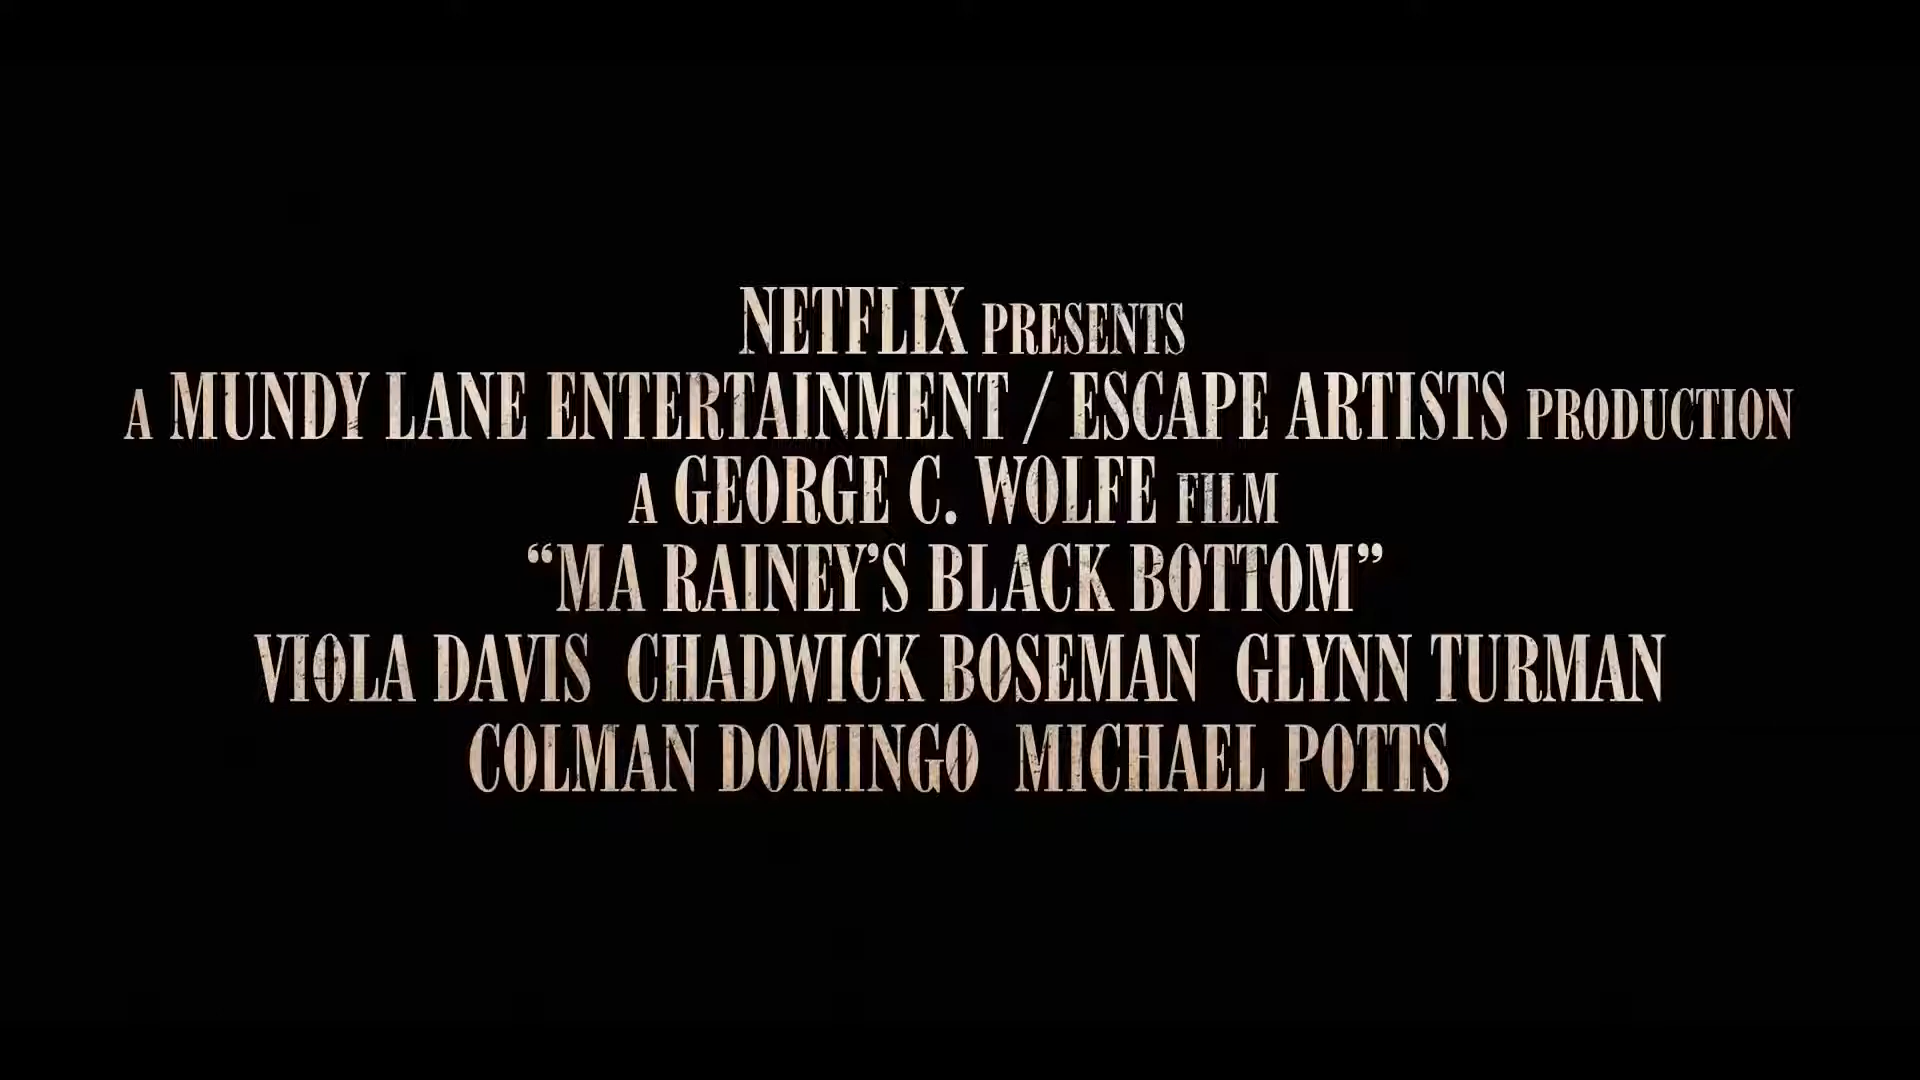 NETFLIX PRESENTS
A MUNDY LANE ENTERTAINMENT / ESCAPE ARTISTS PRODUCTION
A GEORGE C. WOLFE FILM
“MA RAINEY’S BLACK BOTTOM”
VIOLA DAVIS CHADWICK BOSEMAN GLYNN TURMAN
COLMAN DOMINGO MICHAEL POTTS